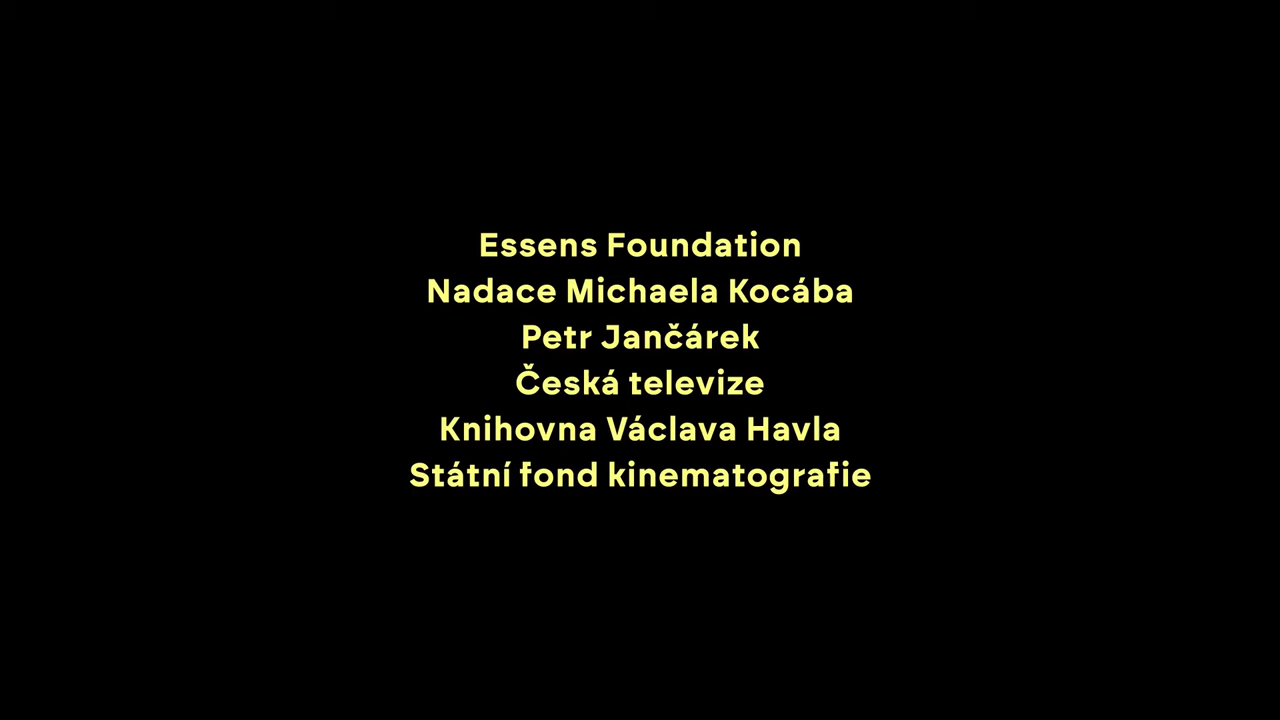 Essens Foundation
Nadace Michaela Kocába
Petr Jančárek
Česká televize
Knihovna Václava Havla
Státní fond kinematografie